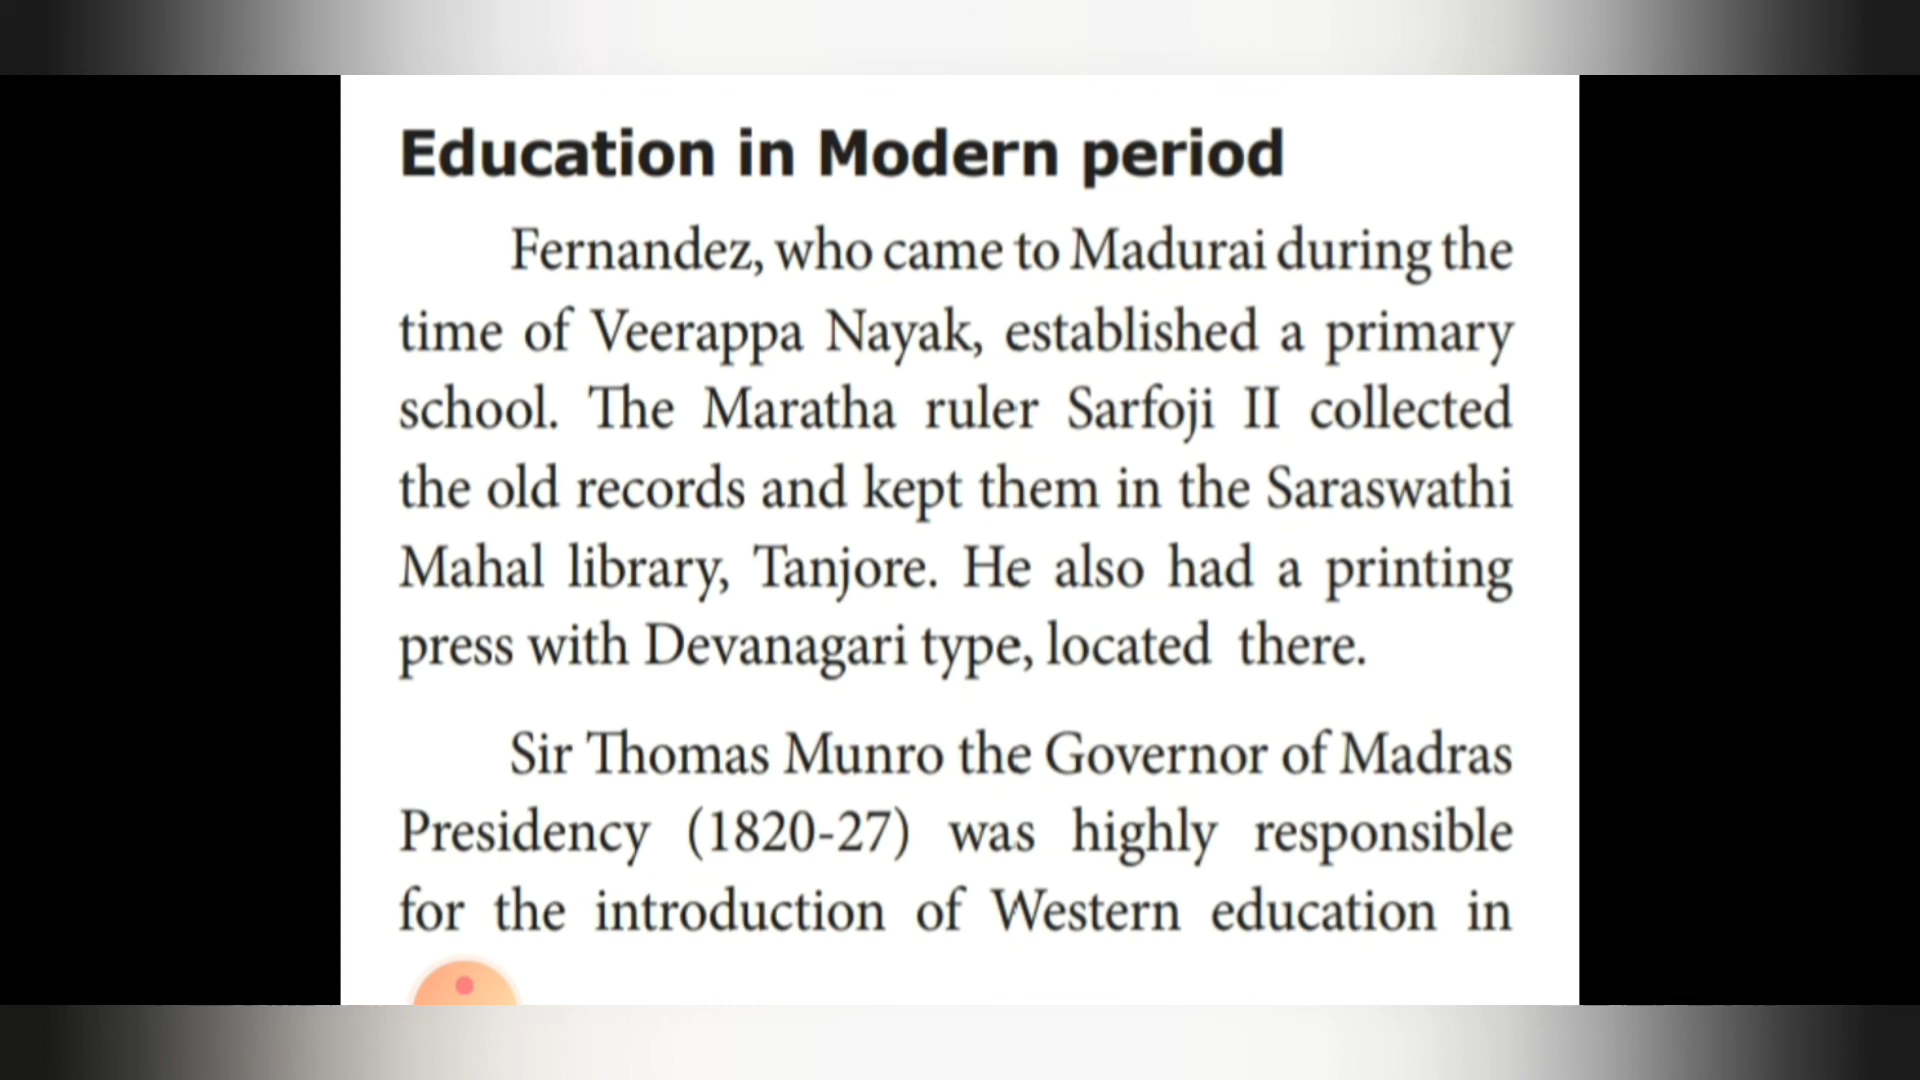 Education in Modern period
Fernandez, who came to Madurai during the
time of Veerappa Nayak, established a primary
school. The Maratha ruler Sarfoji II collected
the old records and kept them in the Saraswathi
Mahal library, Tanjore. He also had a printing
press with Devanagari type, located there.
Sir Thomas Munro the Governor of Madras
Presidency (1820-27) was highly responsible
for the introduction of Western education in